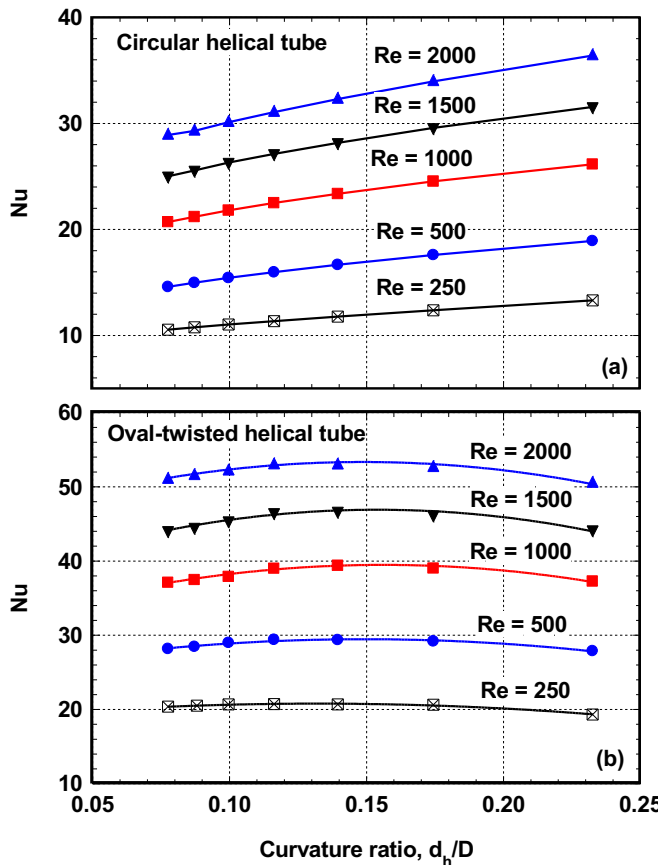 40
Circular helical tube
Re = 2000
Re = 1500
30
Re = 1000
Nu
20
Re = 500
Re = 250
10
(a)
60
Oval-twisted helical tube
Re = 2000
50
Re = 1500
40
Re = 1000
Nu
30
Re = 500
Re = 250
20
(b)
10
0.05 0.10 0.15 0.20 0.25
Curvature ratio, d_h/D